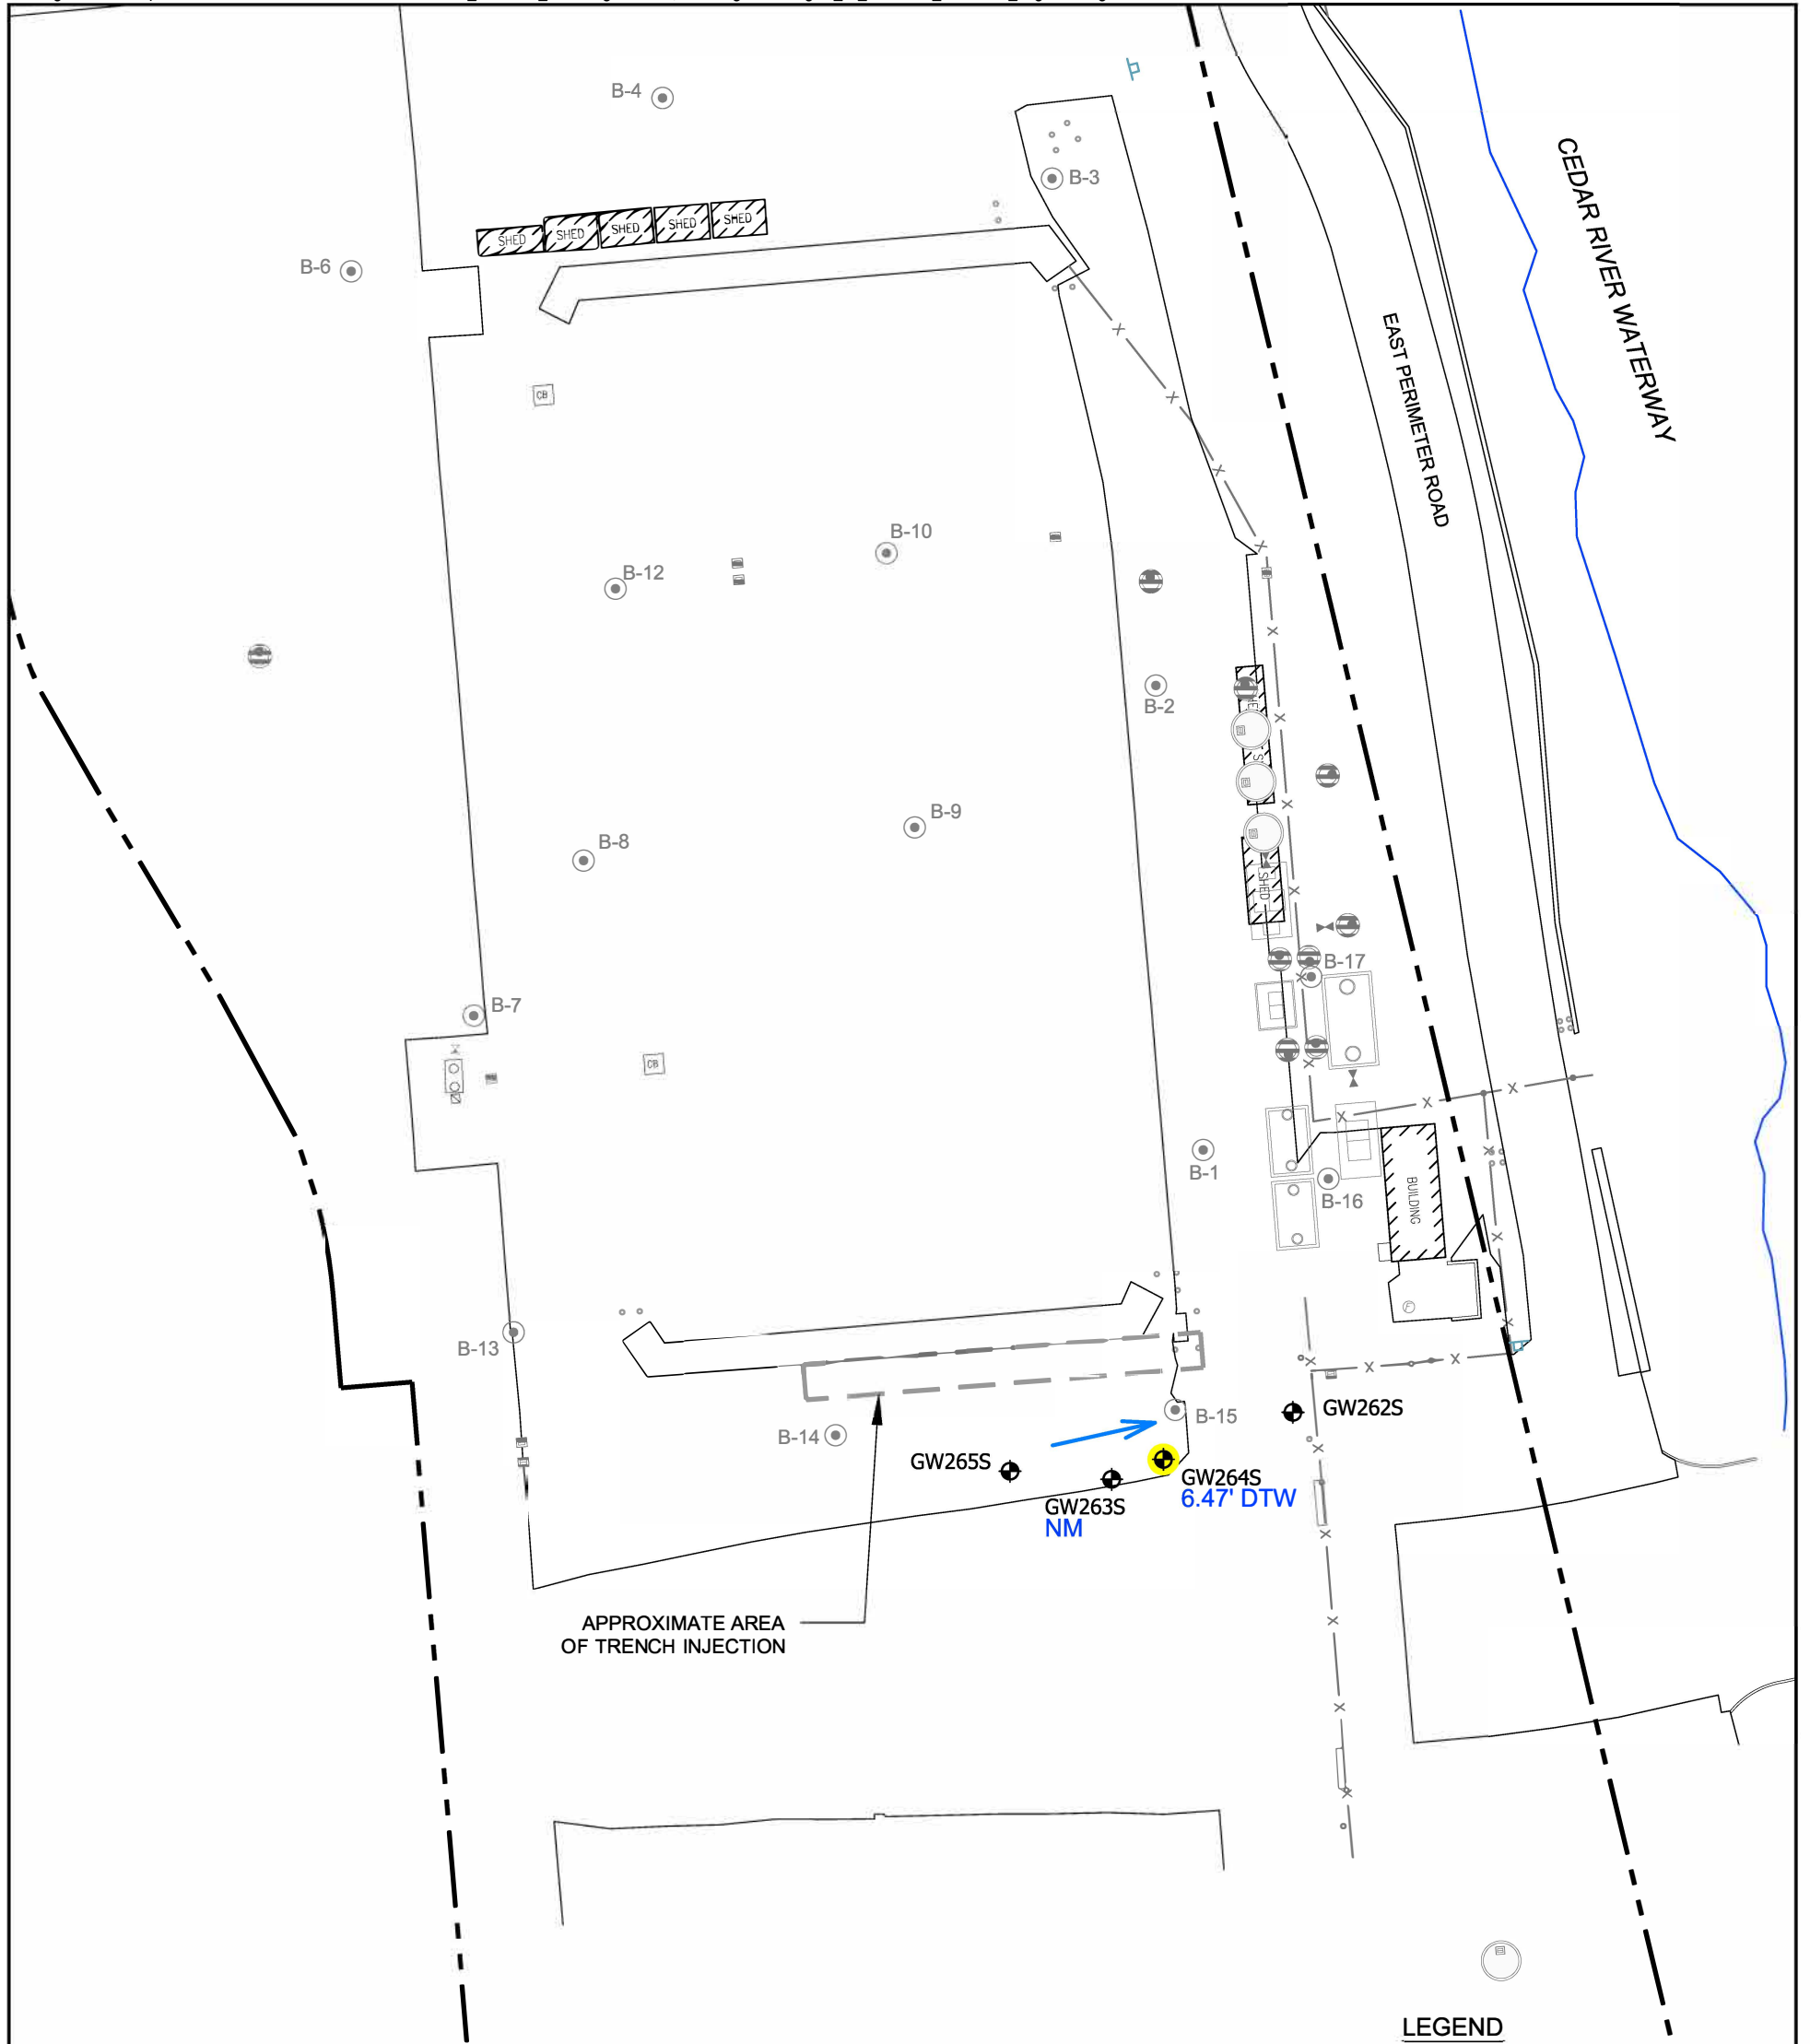 B-4
B-3
CEDAR RIVER WATERWAY
SHED
SHED
SHED
SHED
SHED
B-6
EAST PERIMETER ROAD
CB
B-10
B-12
B-2
B-9
B-8
SHED
B-17
B-7
CB
B-1
B-16
BUILDING
F
B-13
B-14
B-15
GW262S
GW265S
GW264S
6.47' DTW
GW263S
NM
APPROXIMATE AREA
OF TRENCH INJECTION
LEGEND